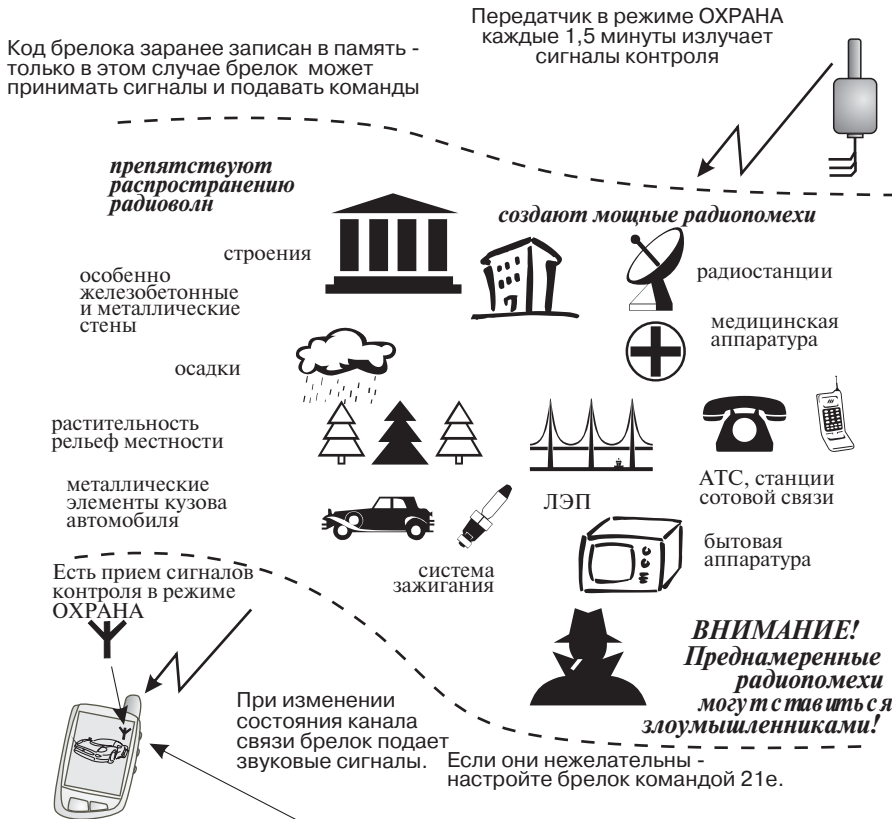 Передатчик в режиме ОХРАНА
каждые 1,5 минуты излучает
сигналы контроля
Код брелока заранее записан в память -
только в этом случае брелок может
принимать сигналы и подавать команды
препятствуют
распространению
радиоволн
создают мощные радиопомехи
строения
особенно
железобетонные
и металлические
стены
осадки
растительность
рельеф местности
металлические
элементы кузова
автомобиля
радиостанции
медицинская
аппаратура
АТС, станции
сотовой связи
ЛЭП
бытовая
аппаратура
система
зажигания
Есть прием сигналов
контроля в режиме
ОХРАНА
ВНИМАНИЕ!
Преднамеренные
радиопомехи
могут ставиться
злоумышленниками!
При изменении
состояния канала
связи брелок подает
звуковые сигналы.
Если они нежелательны -
настройте брелок командой 21е.